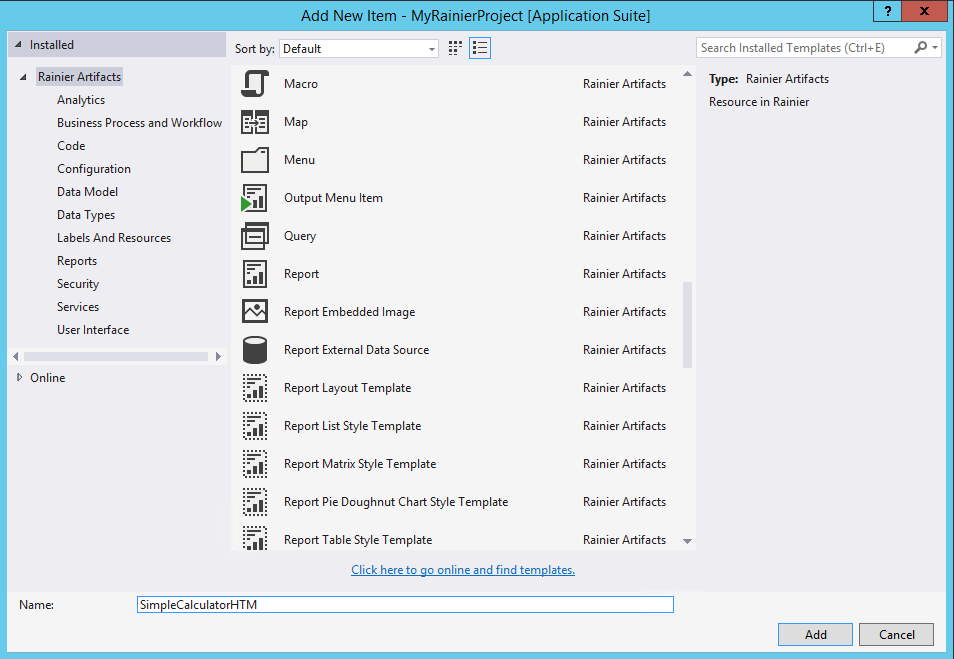 Add New Item - MyRainierProject [Application Suite]
?
X
Installed
Rainier Artifacts
Analytics
Business Process and Workflow
Code
Configuration
Data Model
Data Types
Labels And Resources
Reports
Security
Services
User Interface
Online
Sort by: Default
Macro Rainier Artifacts
Map Rainier Artifacts
Menu Rainier Artifacts
Output Menu Item Rainier Artifacts
Query Rainier Artifacts
Report Rainier Artifacts
Report Embedded Image Rainier Artifacts
Report External Data Source Rainier Artifacts
Report Layout Template Rainier Artifacts
Report List Style Template Rainier Artifacts
Report Matrix Style Template Rainier Artifacts
Report Pie Doughnut Chart Style Template Rainier Artifacts
Report Table Style Template Rainier Artifacts
Click here to go online and find templates.
Search Installed Templates (Ctrl+E)
Type: Rainier Artifacts
Resource in Rainier
Name: SimpleCalculatorHTM
Add Cancel